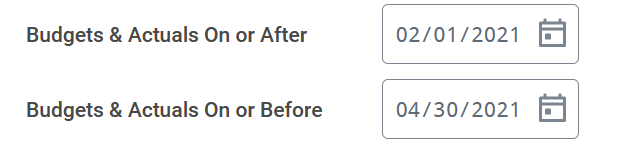 Budgets & Actuals On or After 02/01/2021
Budgets & Actuals On or Before 04/30/2021